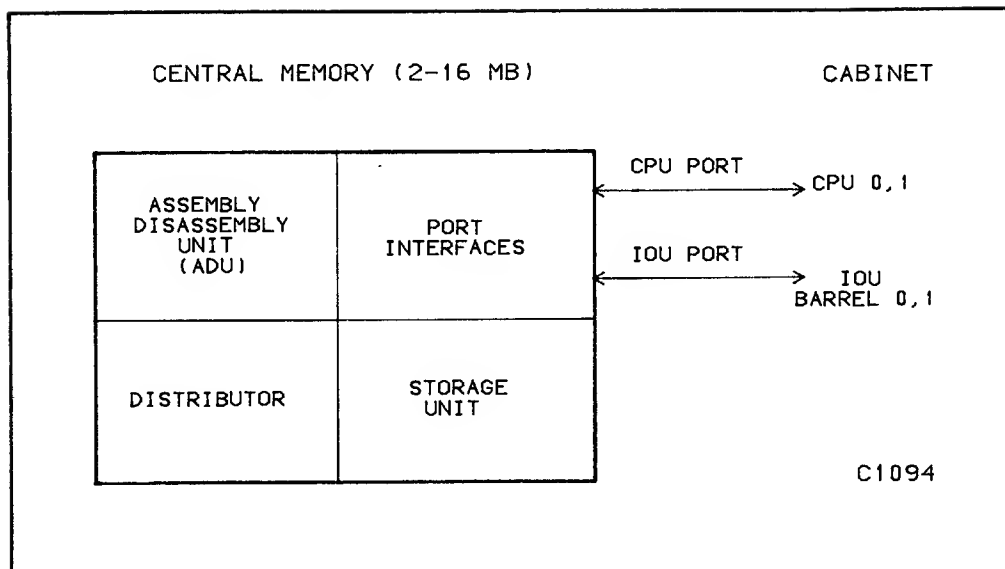 CENTRAL MEMORY (2-16 MB)
CABINET
ASSEMBLY
DISASSEMBLY
UNIT
(ADU)
PORT
INTERFACES
CPU PORT
CPU 0,1
IOU PORT
IOU
BARREL 0,1
DISTRIBUTOR
STORAGE
UNIT
C1094